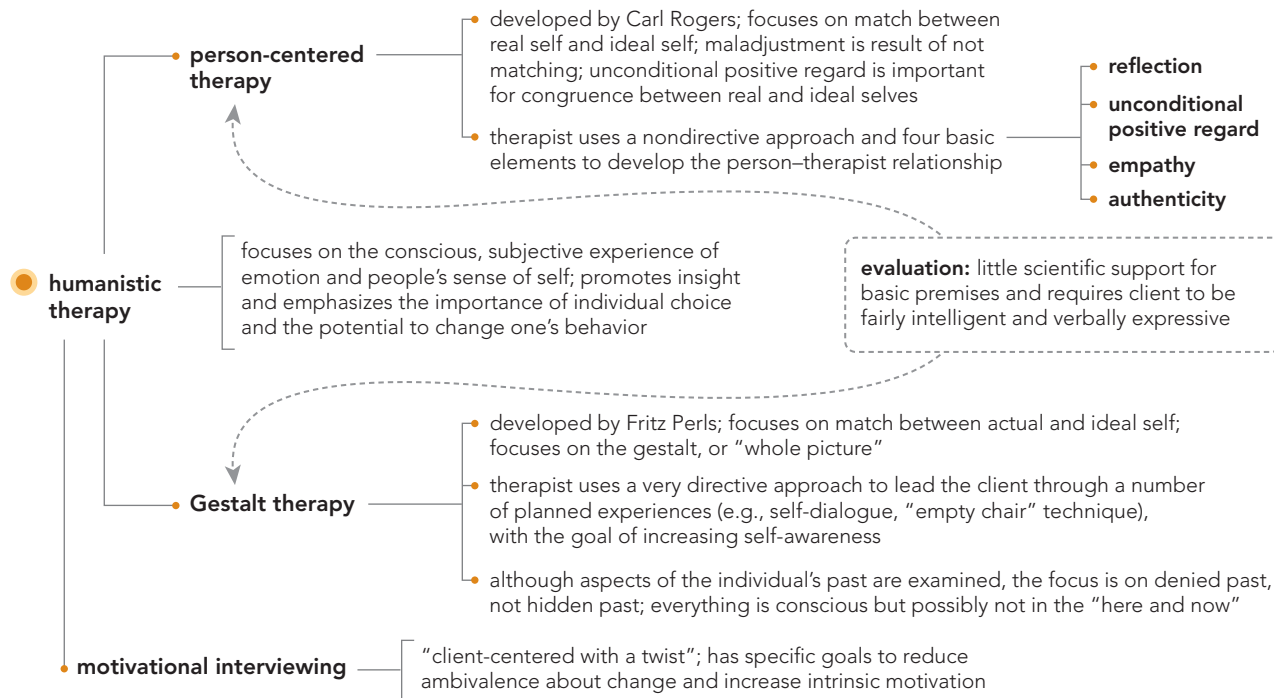 person-centered
therapy
developed by Carl Rogers; focuses on match between
real self and ideal self; maladjustment is result of not
matching; unconditional positive regard is important
for congruence between real and ideal selves
therapist uses a nondirective approach and four basic
elements to develop the person–therapist relationship
reflection
unconditional
positive regard
empathy
authenticity
humanistic
therapy
focuses on the conscious, subjective experience of
emotion and people’s sense of self; promotes insight
and emphasizes the importance of individual choice
and the potential to change one’s behavior
evaluation: little scientific support for
basic premises and requires client to be
fairly intelligent and verbally expressive
Gestalt therapy
developed by Fritz Perls; focuses on match between actual and ideal self;
focuses on the gestalt, or “whole picture”
therapist uses a very directive approach to lead the client through a number
of planned experiences (e.g., self-dialogue, “empty chair” technique),
with the goal of increasing self-awareness
although aspects of the individual’s past are examined, the focus is on denied past,
not hidden past; everything is conscious but possibly not in the “here and now”
motivational interviewing
“client-centered with a twist”; has specific goals to reduce
ambivalence about change and increase intrinsic motivation